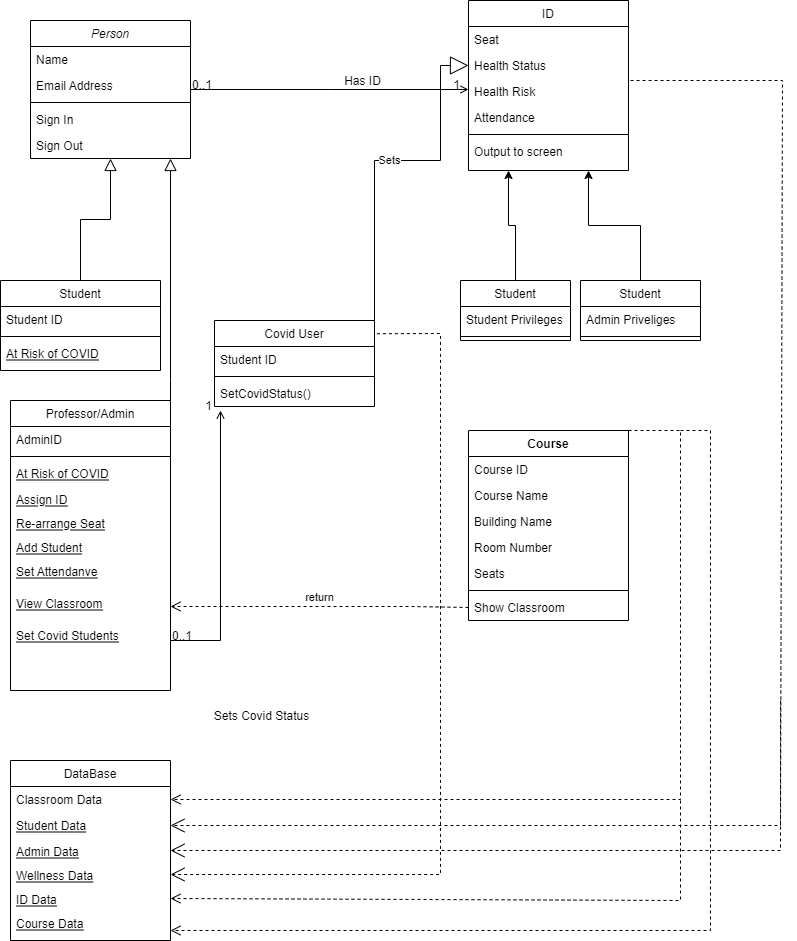 Person
Name
Email Address
Sign In
Sign Out
0..1
Has ID
1
ID
Seat
Health Status
Health Risk
Attendance
Output to screen
Sets
Student
Student ID
At Risk of COVID
Covid User
Student ID
SetCovidStatus()
1
Student
Student Privileges
Student
Admin Priveliges
Professor/Admin
AdminID
At Risk of COVID
Assign ID
Re-arrange Seat
Add Student
Set Attendanve
View Classroom
Set Covid Students
0..1
return
Course
Course ID
Course Name
Building Name
Room Number
Seats
Show Classroom
Sets Covid Status
DataBase
Classroom Data
Student Data
Admin Data
Wellness Data
ID Data
Course Data